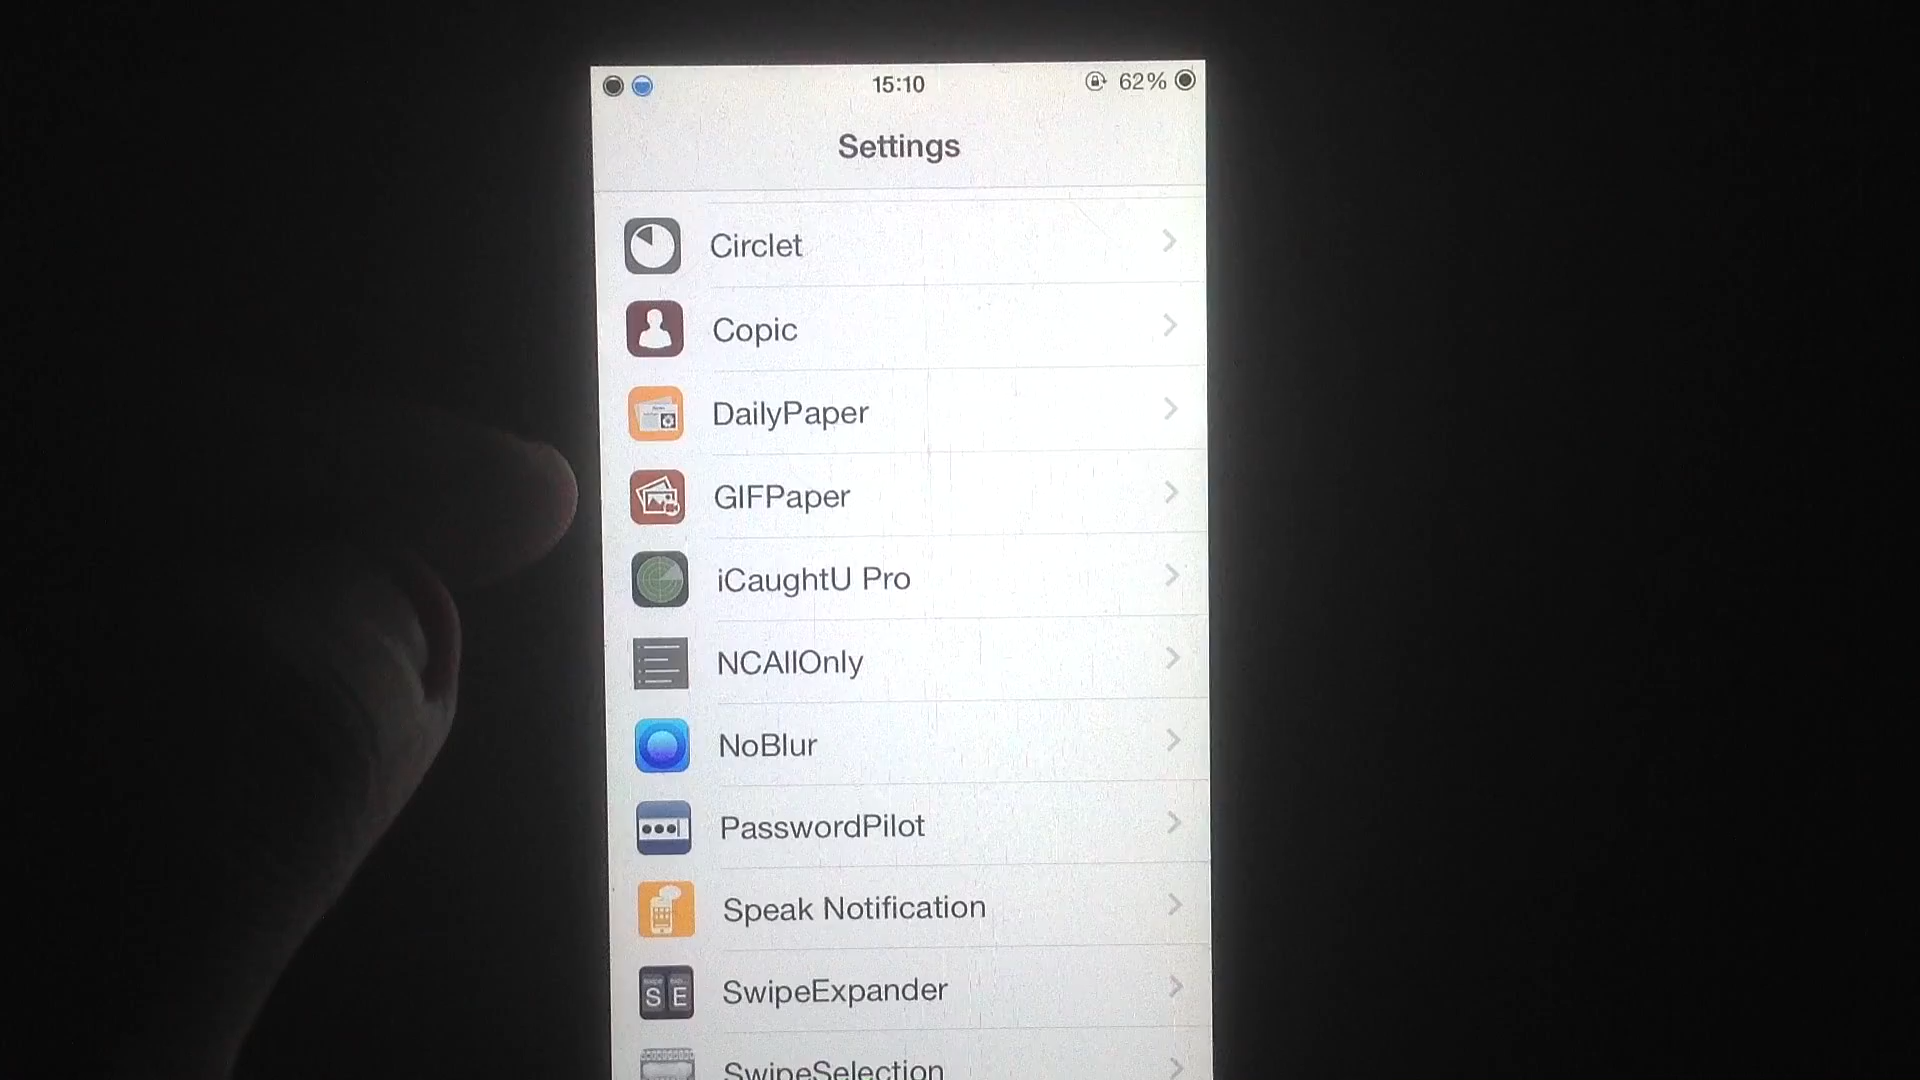 15:10
62%
Settings
Circlet
Copic
DailyPaper
GIFPaper
iCaughtU Pro
NCAllOnly
NoBlur
PasswordPilot
Speak Notification
S E
SwipeExpander
SwipeSelection